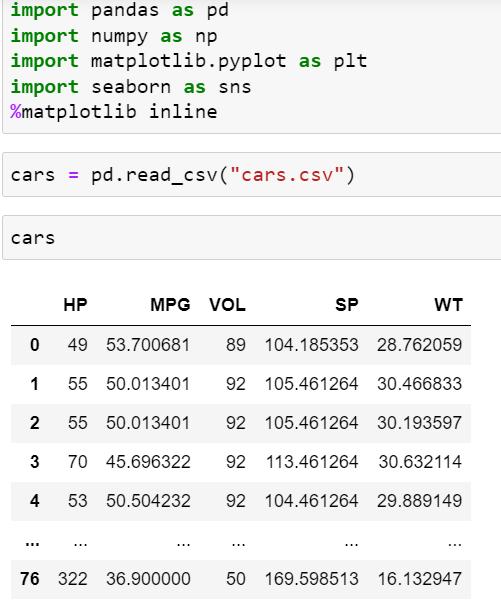 import pandas as pd
import numpy as np
import matplotlib.pyplot as plt
import seaborn as sns
%matplotlib inline
cars = pd.read_csv("cars.csv")
cars
HP MPG VOL SP WT
0 49 53.700681 89 104.185353 28.762059
1 55 50.013401 92 105.461264 30.466833
2 55 50.013401 92 105.461264 30.193597
3 70 45.696322 92 113.461264 30.632114
4 53 50.504232 92 104.461264 29.889149
... ... ... ... ... ...
76 322 36.900000 50 169.598513 16.132947